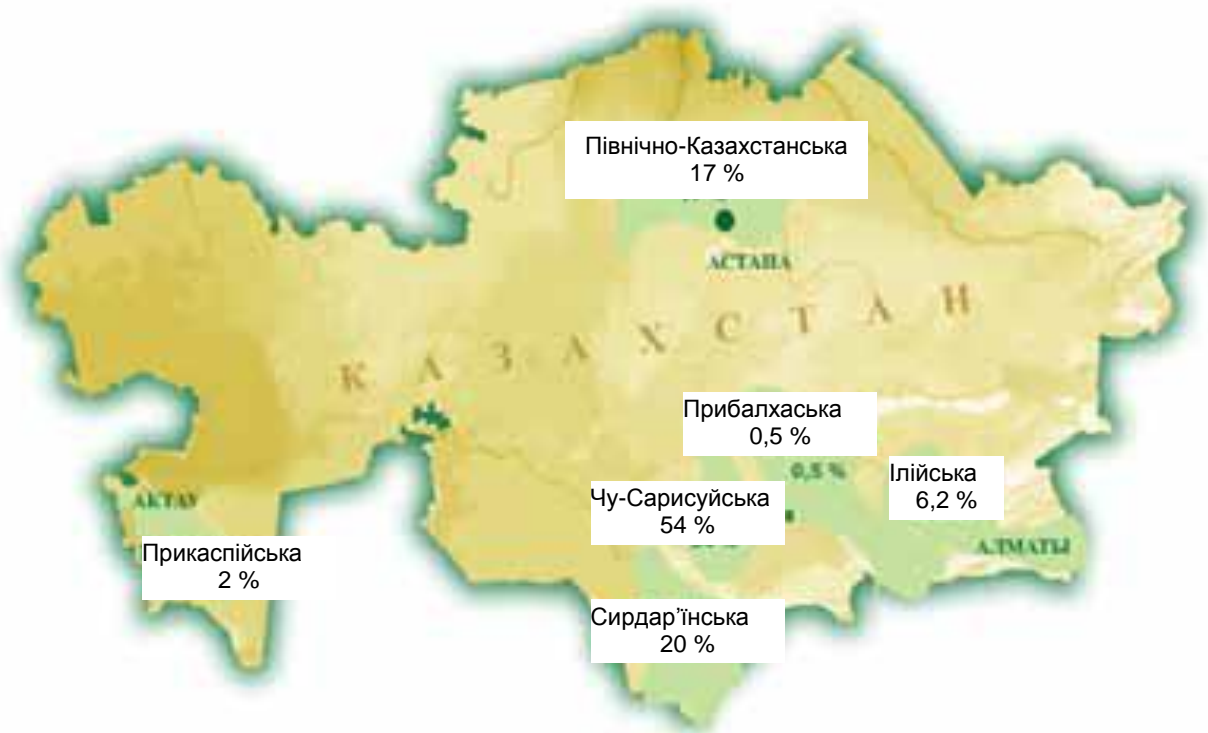 Північно-Казахстанська
17 %
АСТАНА
КАЗАХСТАН
Прибалхаська
0,5 %
0,5 %
Ілійська
6,2 %
Чу-Сарисуйська
54 %
АКТАУ
АЛМАТЫ
Прикаспійська
2 %
Сирдар’їнська
20 %